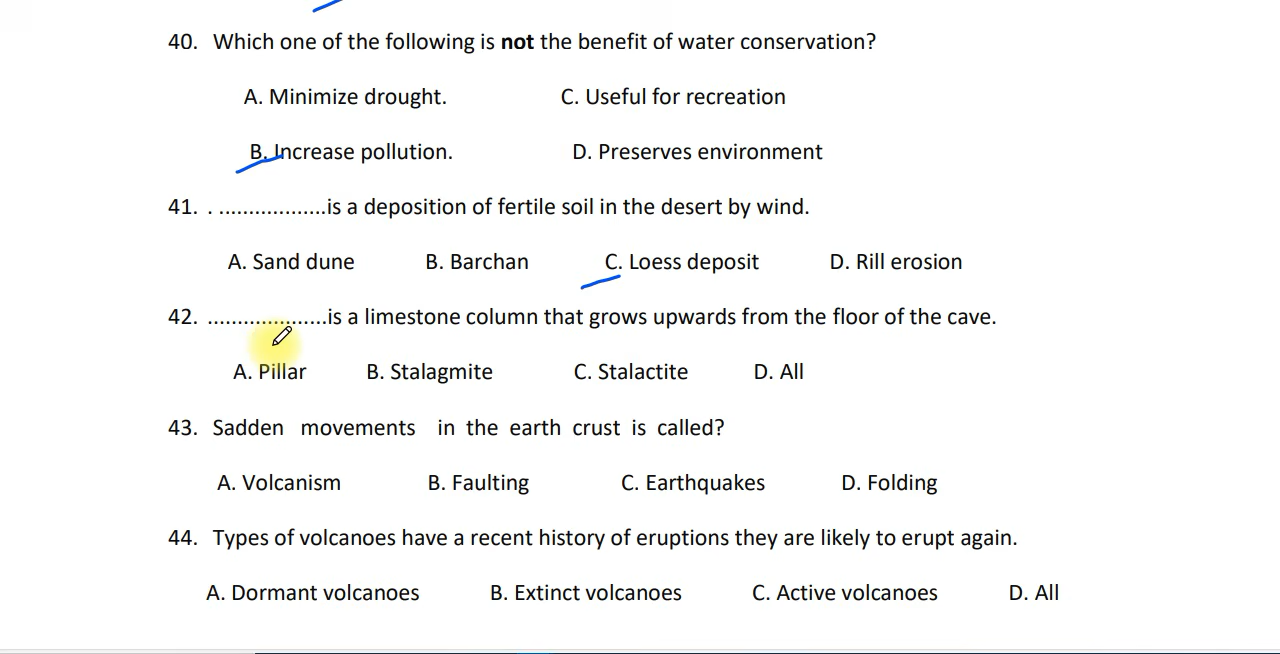 40. Which one of the following is not the benefit of water conservation?
A. Minimize drought. C. Useful for recreation
B. Increase pollution. D. Preserves environment
41. . ..................is a deposition of fertile soil in the desert by wind.
A. Sand dune B. Barchan C. Loess deposit D. Rill erosion
42. ....................is a limestone column that grows upwards from the floor of the cave.
A. Pillar B. Stalagmite C. Stalactite D. All
43. Sadden movements in the earth crust is called?
A. Volcanism B. Faulting C. Earthquakes D. Folding
44. Types of volcanoes have a recent history of eruptions they are likely to erupt again.
A. Dormant volcanoes B. Extinct volcanoes C. Active volcanoes D. All